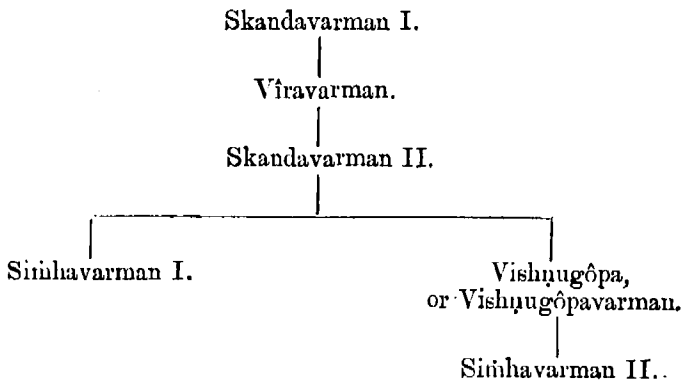 Skandavarman I.
Vîravarman.
Skandavarman II.
Siṁhavarman I.
Vishṇugôpa,
or Vishṇugôpavarman.
Siṁhavarman II.